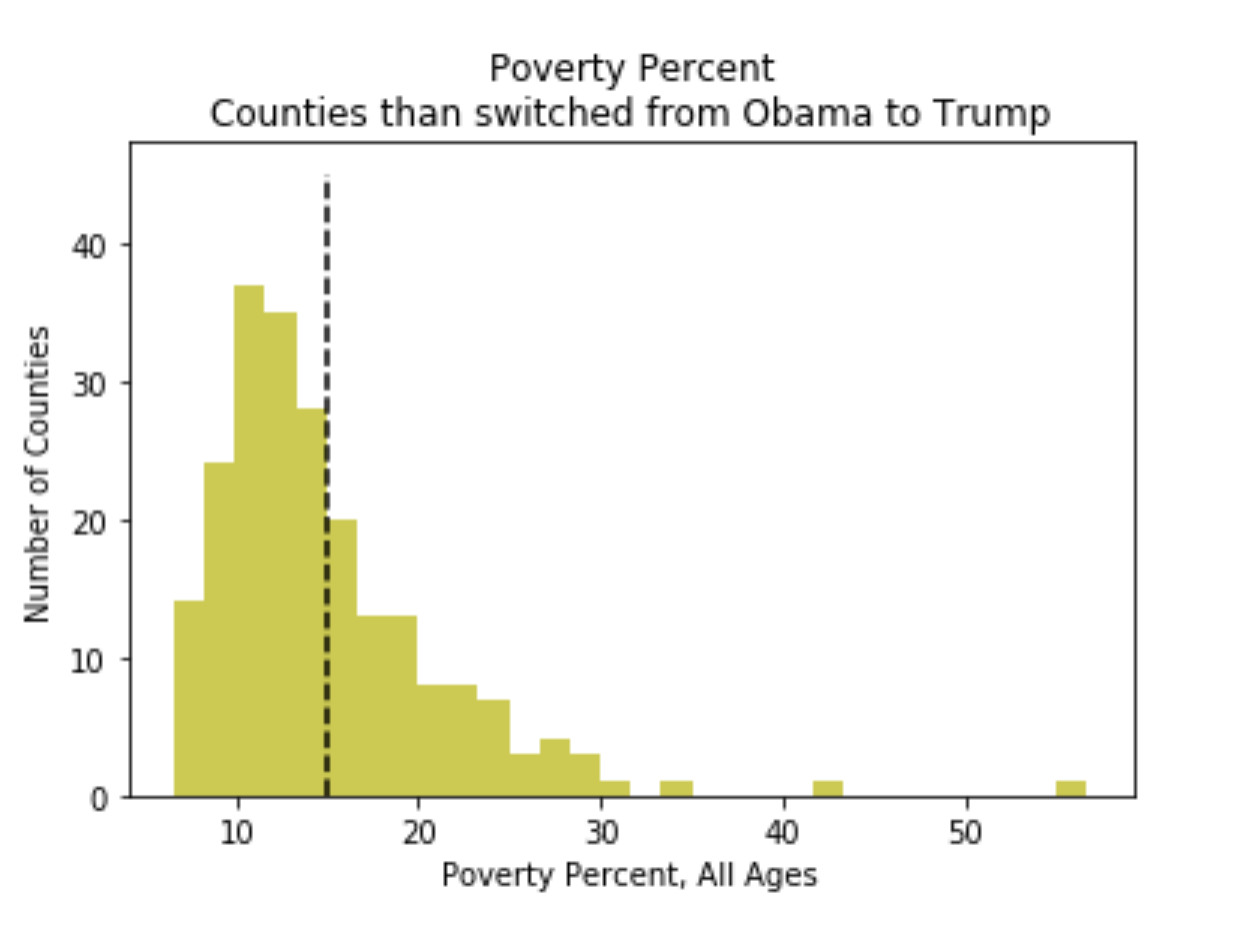 Poverty Percent
Counties than switched from Obama to Trump
40
30
20
10
0
Number of Counties
10 20 30 40 50
Poverty Percent, All Ages